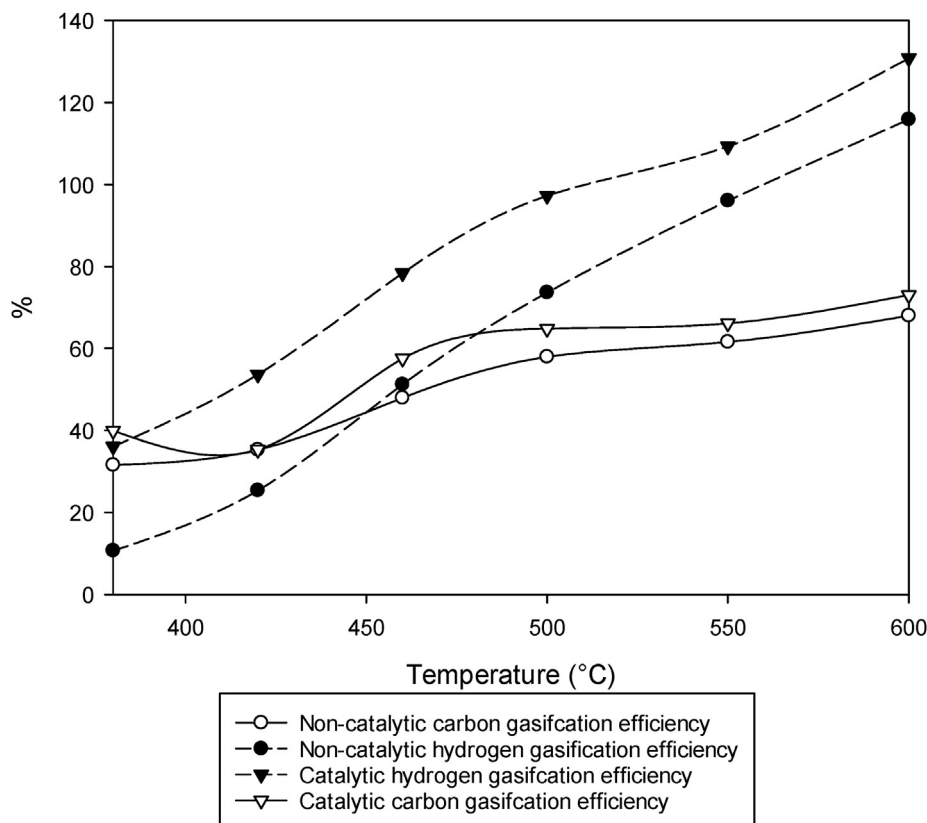 140
120
100
80
60
40
20
0
%
400 450 500 550 600
Temperature (°C)
Non-catalytic carbon gasifcation efficiency
Non-catalytic hydrogen gasification efficiency
Catalytic hydrogen gasifcation efficiency
Catalytic carbon gasifcation efficiency